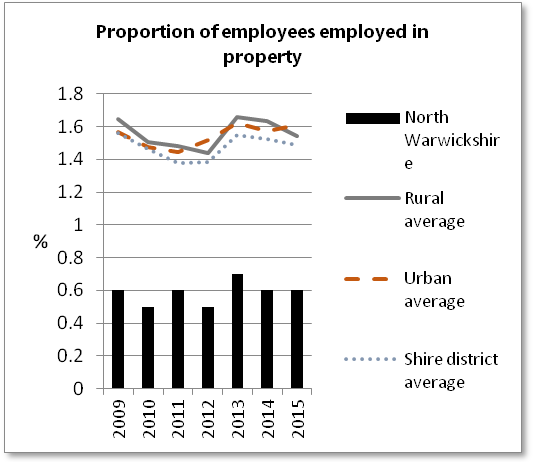 Proportion of employees employed in
property
1.8
1.6
1.4
1.2
1
0.8
0.6
0.4
0.2
0
%
2009
2010
2011
2012
2013
2014
2015
North
Warwickshir
e
Rural
average
Urban
average
Shire district
average